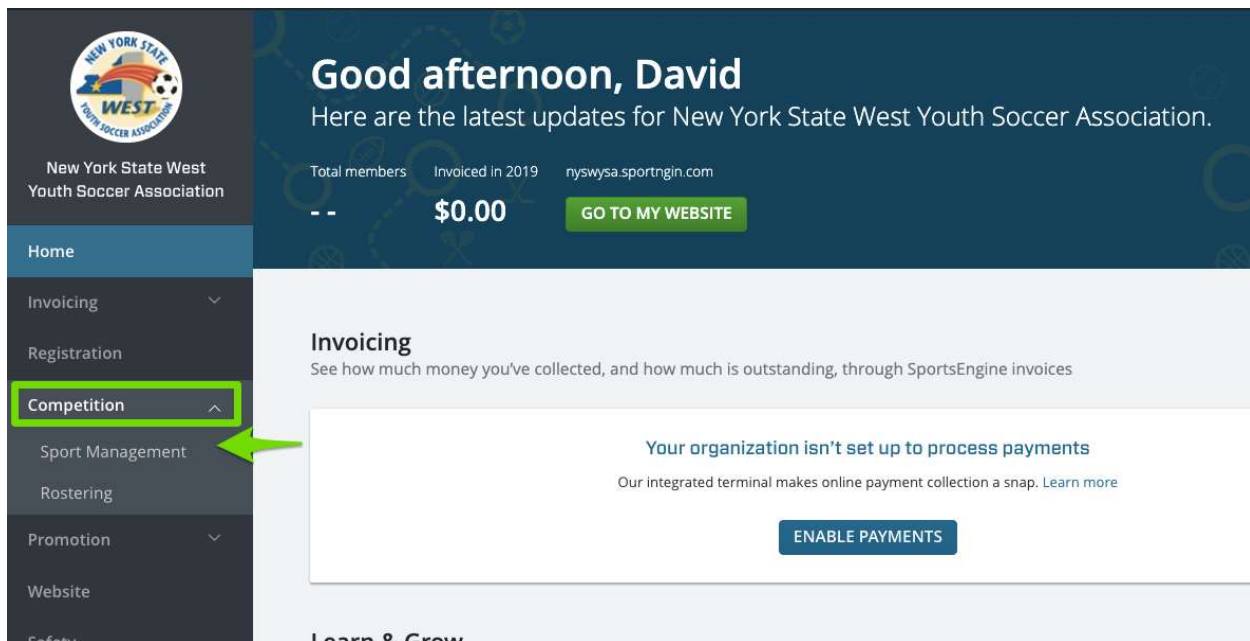 NEW YORK STATE
WEST
YOUTH SOCCER ASSOCIATION
New York State West
Youth Soccer Association
Home
Invoicing
Registration
Competition
Sport Management
Rostering
Promotion
Website
Safety
Good afternoon, David
Here are the latest updates for New York State West Youth Soccer Association.
Total members Invoiced in 2019 nyswysa.sportngin.com
- - $0.00 GO TO MY WEBSITE
Invoicing
See how much money you've collected, and how much is outstanding, through SportsEngine invoices
Your organization isn't set up to process payments
Our integrated terminal makes online payment collection a snap. Learn more
ENABLE PAYMENTS
Learn & Grow